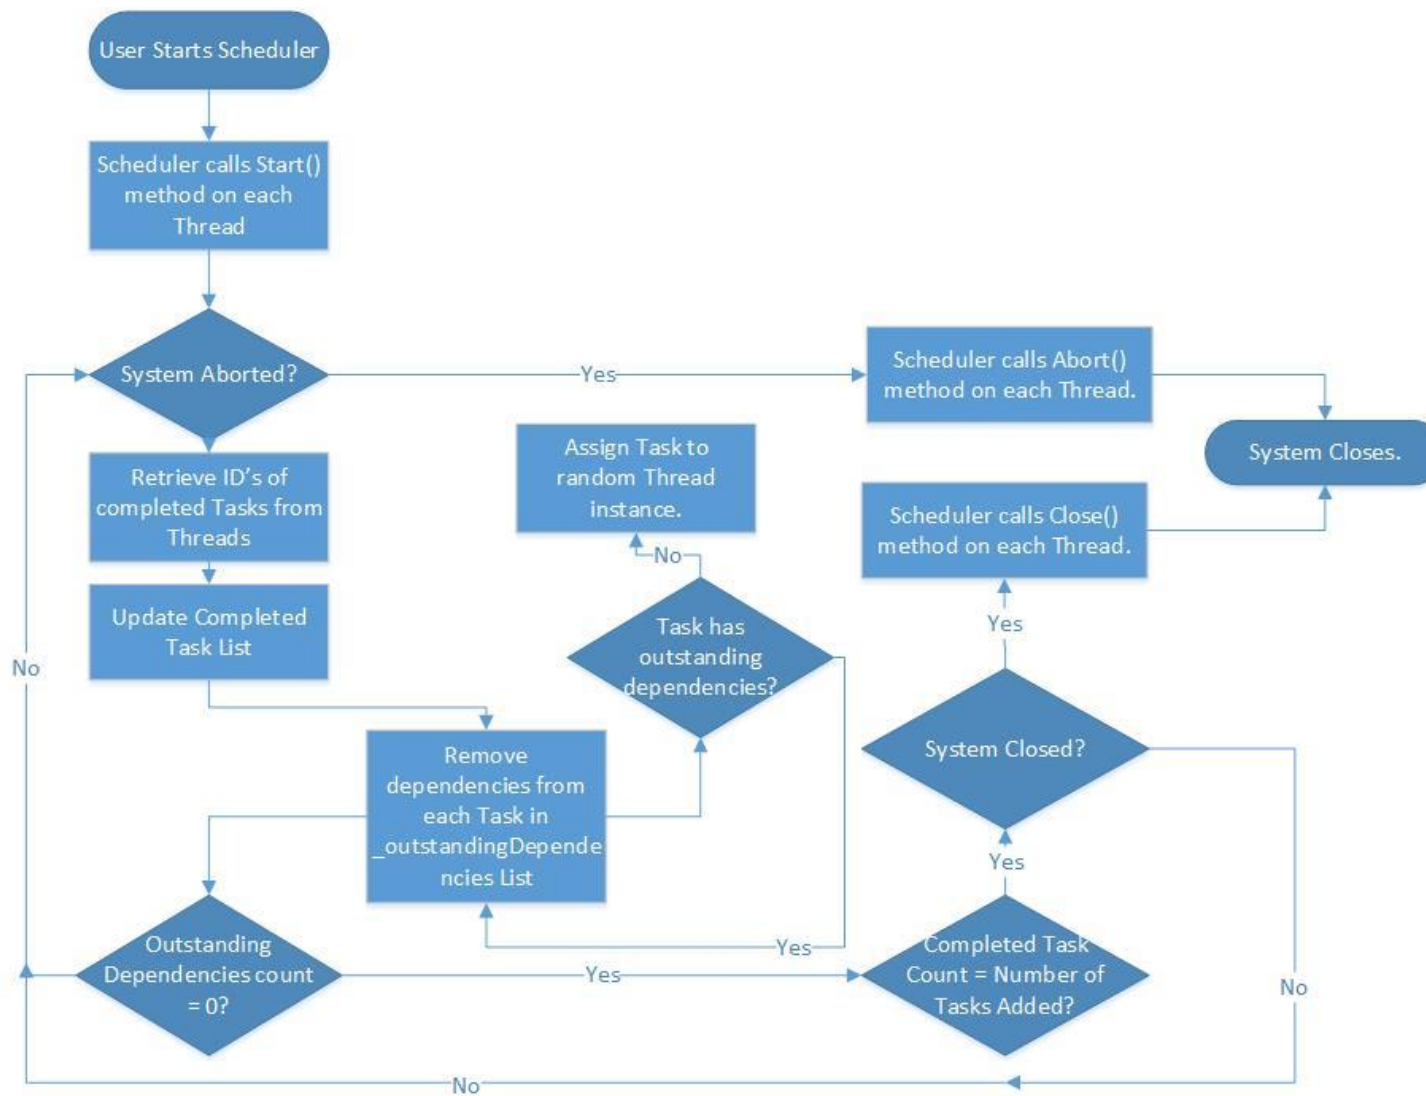 User Starts Scheduler
Scheduler calls Start()
method on each
Thread
System Aborted?
Yes
Scheduler calls Abort()
method on each Thread.
System Closes.
Retrieve ID's of
completed Tasks from
Threads
Assign Task to
random Thread
instance.
Scheduler calls Close()
method on each Thread.
No
Update Completed
Task List
Task has
outstanding
dependencies?
Yes
No
System Closed?
Remove
dependencies from
each Task in
_outstandingDepende
ncies List
Yes
Outstanding
Dependencies count
= 0?
Yes
Yes
Completed Task
Count = Number of
Tasks Added?
No
No